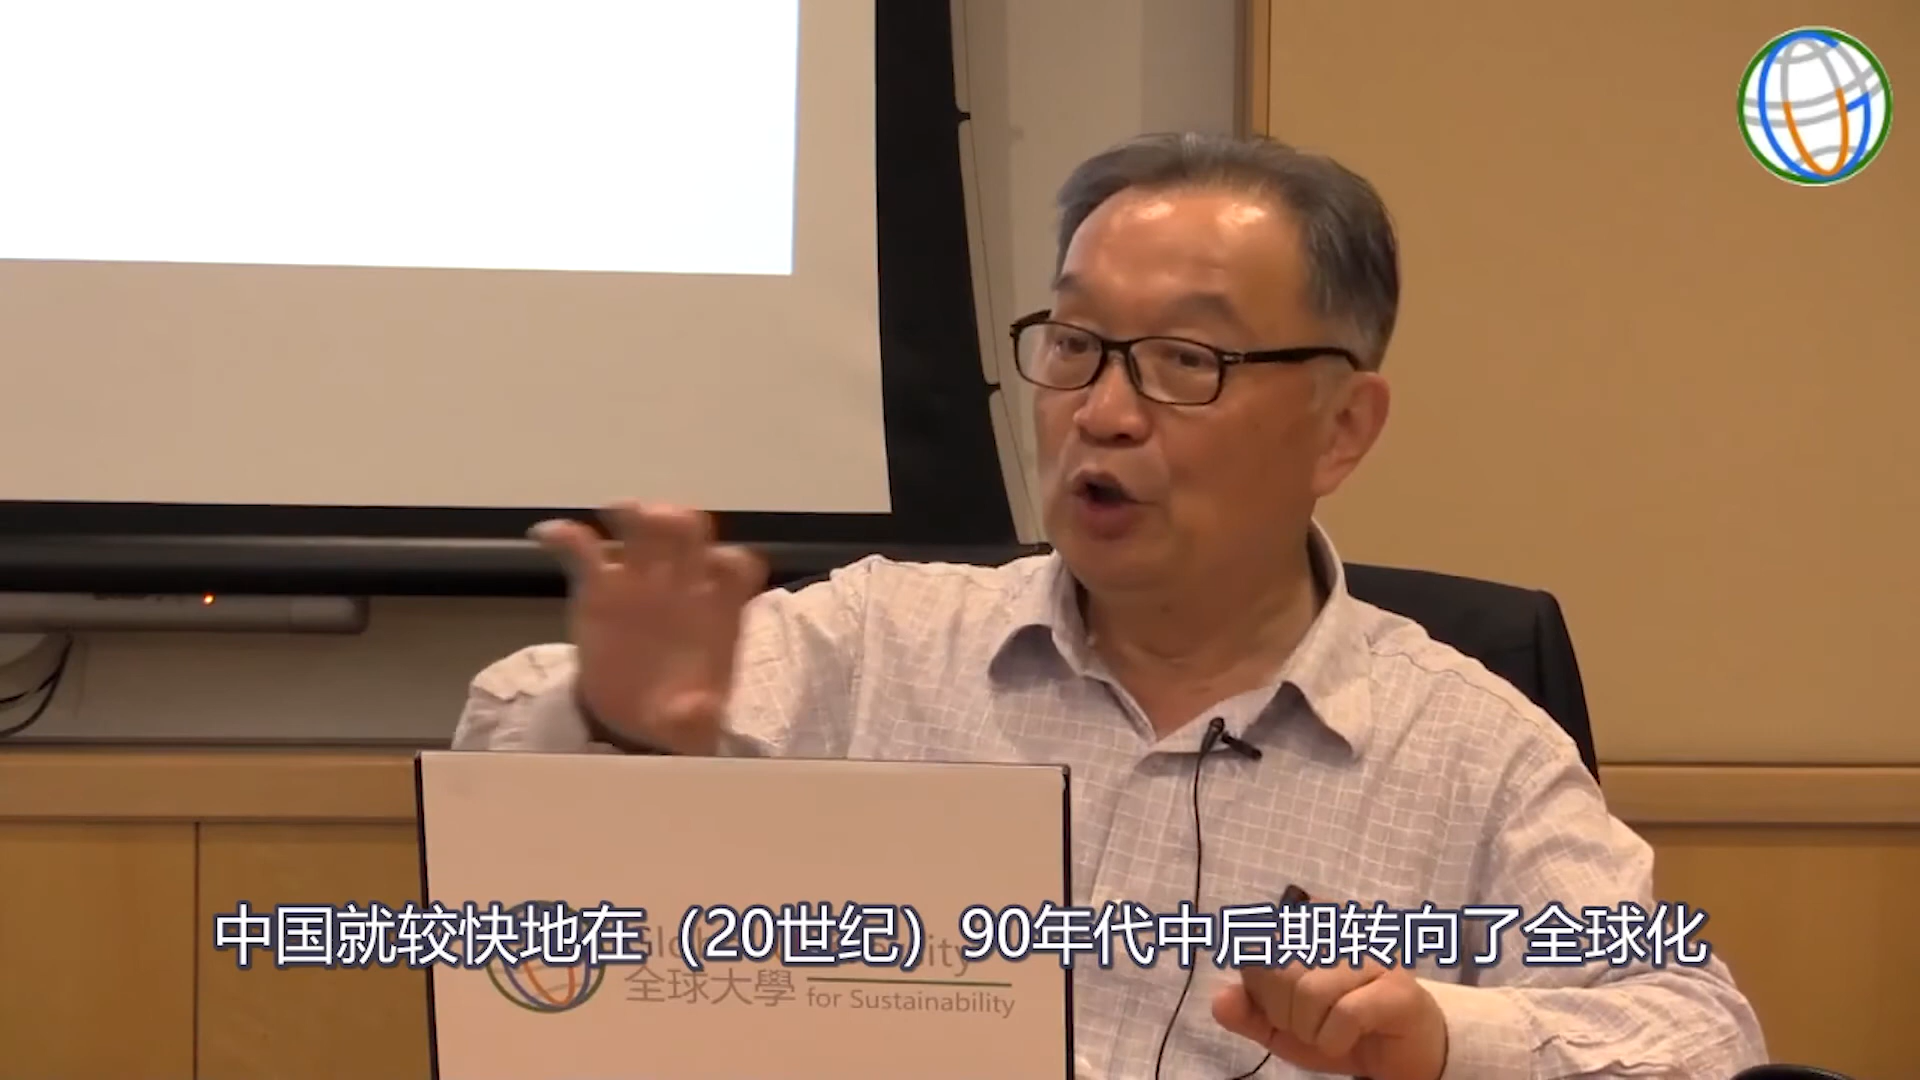 中国就较快地在（20世纪）90年代中后期转向了全球化
全球大學
for Sustainability